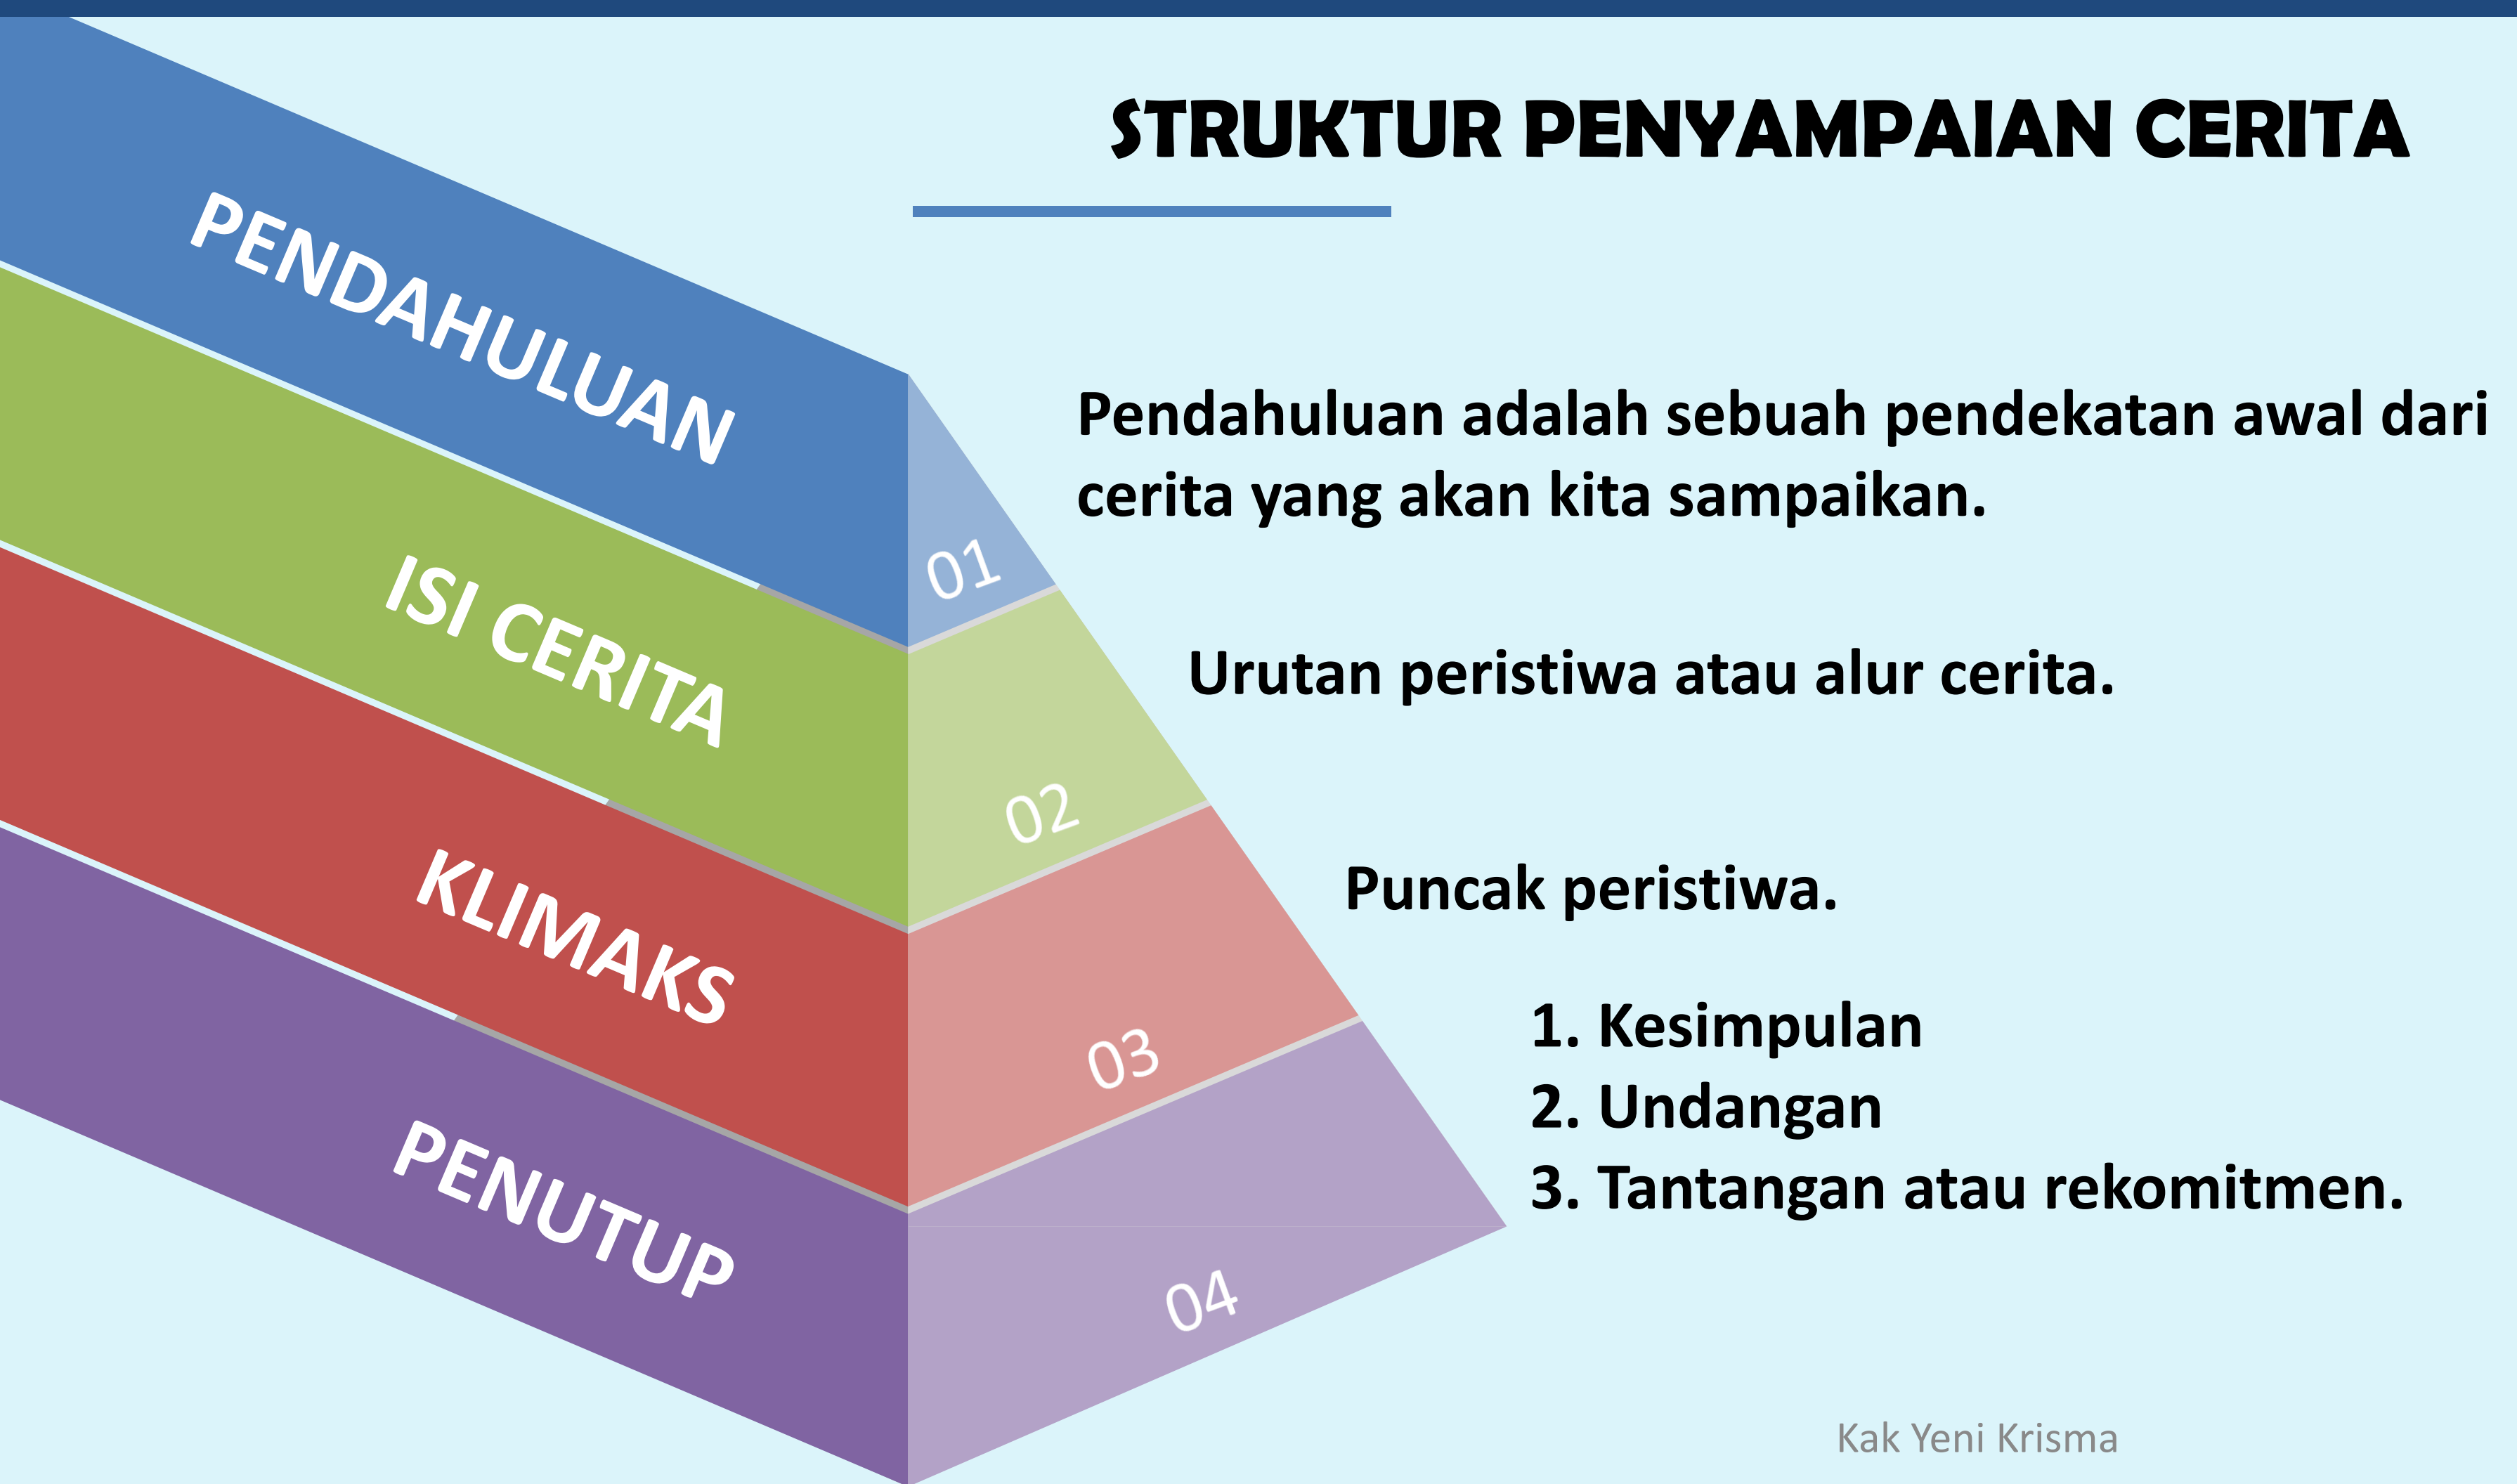 STRUKTUR PENYAMPAIAN CERITA
PENDAHULUAN
01
Pendahuluan adalah sebuah pendekatan awal dari
cerita yang akan kita sampaikan.
ISI CERITA
02
Urutan peristiwa atau alur cerita.
KLIMAKS
03
Puncak peristiwa.
PENUTUP
04
1. Kesimpulan
2. Undangan
3. Tantangan atau rekomitmen.
Kak Yeni Krisma